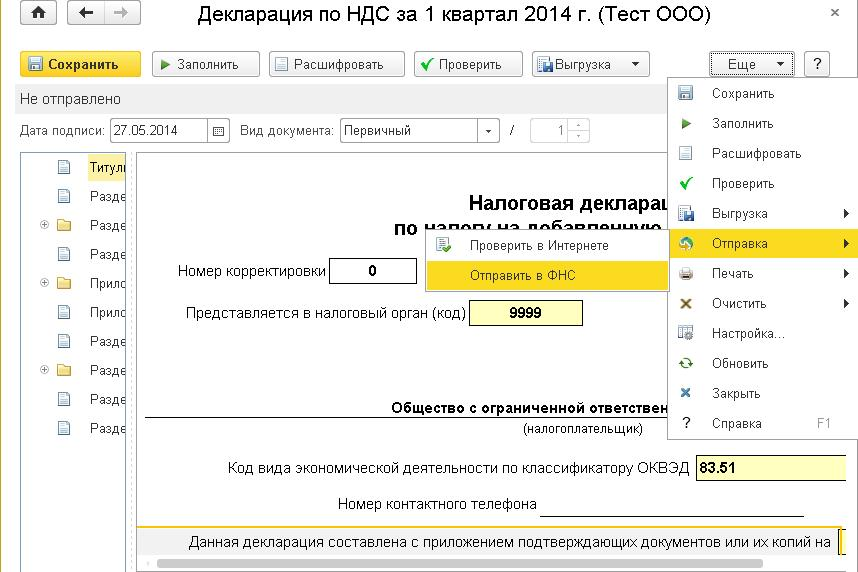 Декларация по НДС за 1 квартал 2014 г. (Тест ООО)
Сохранить Заполнить Расшифровать Проверить Выгрузка Еще ?
Не отправлено
Дата подписи: 27.05.2014 Вид документа: Первичный / 1
Титуль
Разде
Разде
Разде
Прило
Прило
Разде
Разде
Разде
Разде
Налоговая деклара
по налогу на добавленную
Номер корректировки 0
Представляется в налоговый орган (код) 9999
Общество с ограниченной ответствен
(налогоплательщик)
Код вида экономической деятельности по классификатору ОКВЭД 83.51
Номер контактного телефона
Данная декларация составлена с приложением подтверждающих документов или их копий на
Сохранить
Заполнить
Расшифровать
Проверить
Выгрузка
Отправка
Печать
Очистить
Настройка...
Обновить
Закрыть
Справка F1
Проверить в Интернете
Отправить в ФНС